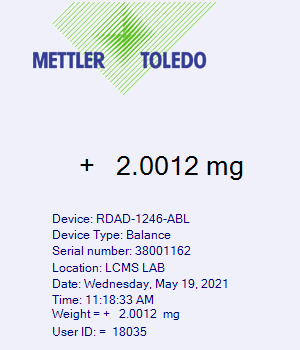 METTLER TOLEDO
+ 2.0012 mg
Device: RDAD-1246-ABL
Device Type: Balance
Serial number: 38001162
Location: LCMS LAB
Date: Wednesday, May 19, 2021
Time: 11:18:33 AM
Weight = + 2.0012 mg
User ID: = 18035